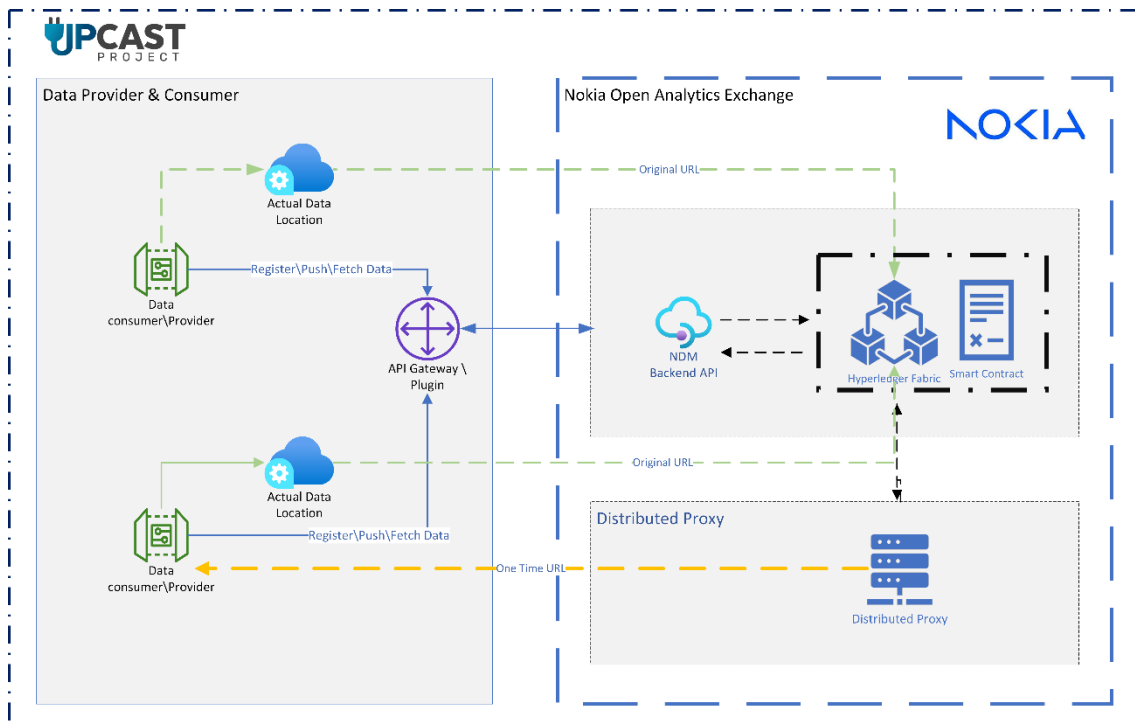 UPCAST
PROJECT
Data Provider & Consumer
Nokia Open Analytics Exchange
NOKIA
Original URL
Actual Data
Location
Register\Push\Fetch Data
Data
consumer\Provider
API Gateway \
Plugin
NDM
Backend API
Hyperledger Fabric
Smart Contract
Original URL
Actual Data
Location
Register\Push\Fetch Data
Data
consumer\Provider
One Time URL
Distributed Proxy
Distributed Proxy